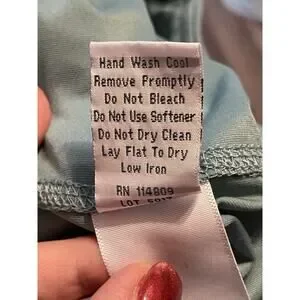 Hand Wash Cool
Remove Promptly
Do Not Bleach
Do Not Use Softener
Do Not Dry Clean
Lay Flat To Dry
Low Iron
RN 114809
LOT